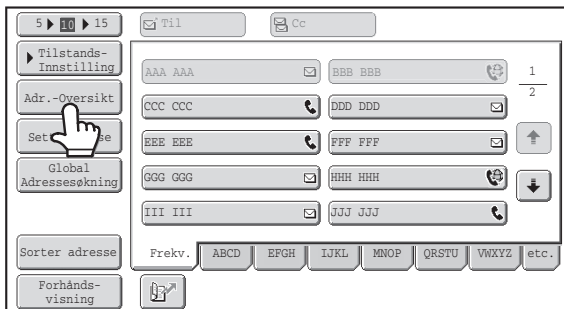 5 10 15
Til
Cc
Tilstands-
Innstilling
Adr.-Oversikt
Global
Adressesøkning
Sorter adresse
Forhånds-
visning
AAA AAA
BBB BBB
CCC CCC
DDD DDD
EEE EEE
FFF FFF
GGG GGG
HHH HHH
III III
JJJ JJJ
1
2
Frekv. ABCD EFGH IJKL MNOP QRSTU VWXYZ etc.